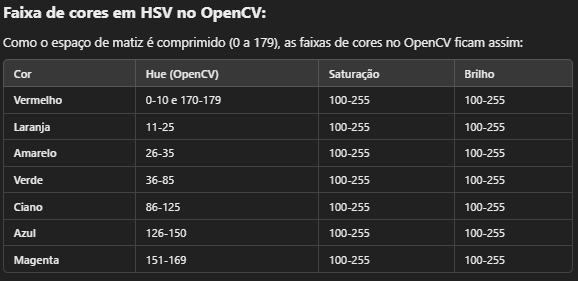 Faixa de cores em HSV no OpenCV:
Como o espaço de matiz é comprimido (0 a 179), as faixas de cores no OpenCV ficam assim:
Cor Hue (OpenCV) Saturação Brilho
Vermelho 0-10 e 170-179 100-255 100-255
Laranja 11-25 100-255 100-255
Amarelo 26-35 100-255 100-255
Verde 36-85 100-255 100-255
Ciano 86-125 100-255 100-255
Azul 126-150 100-255 100-255
Magenta 151-169 100-255 100-255